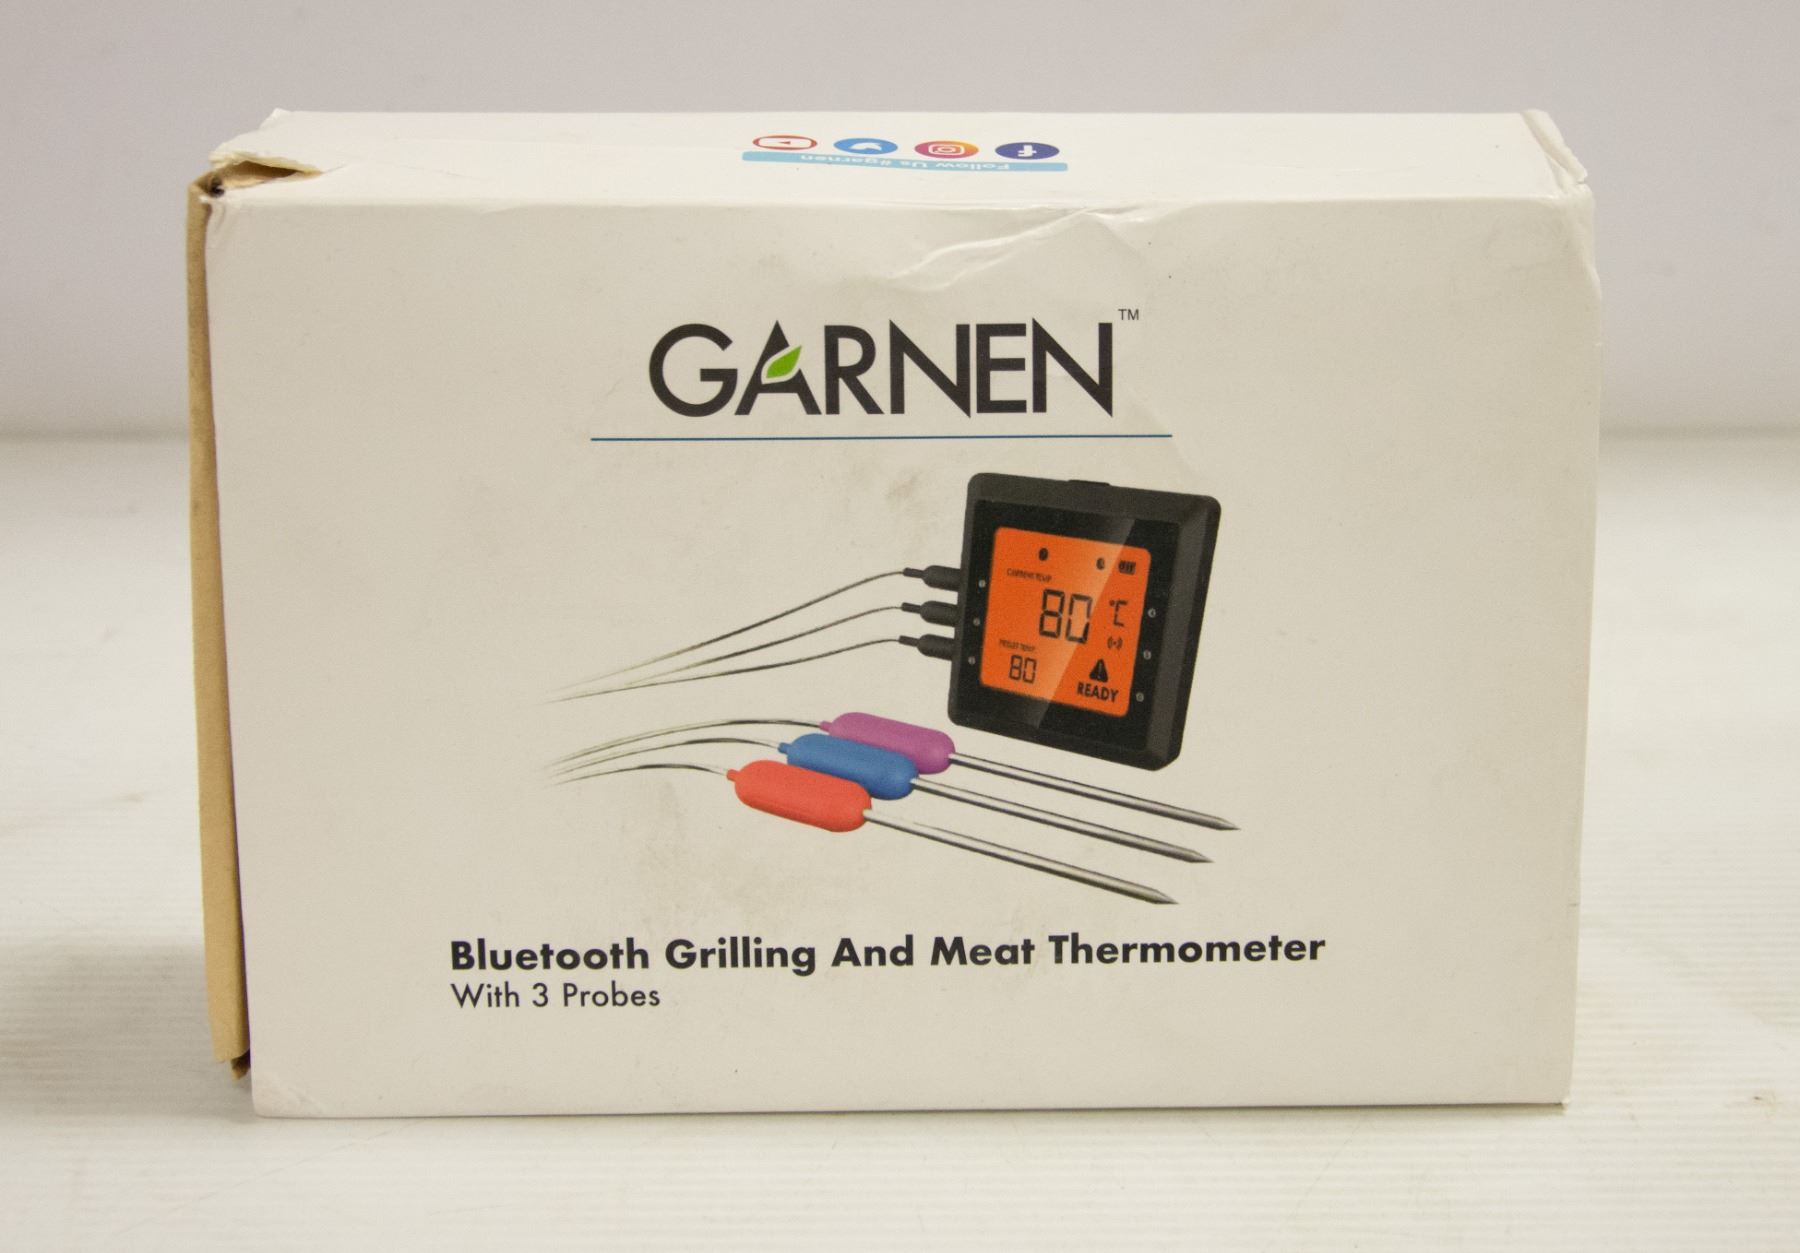 Follow Us #garnen
GARNEN™
CURRENT TEMP
80 °C
PRESET TEMP
80
READY
Bluetooth Grilling And Meat Thermometer
With 3 Probes